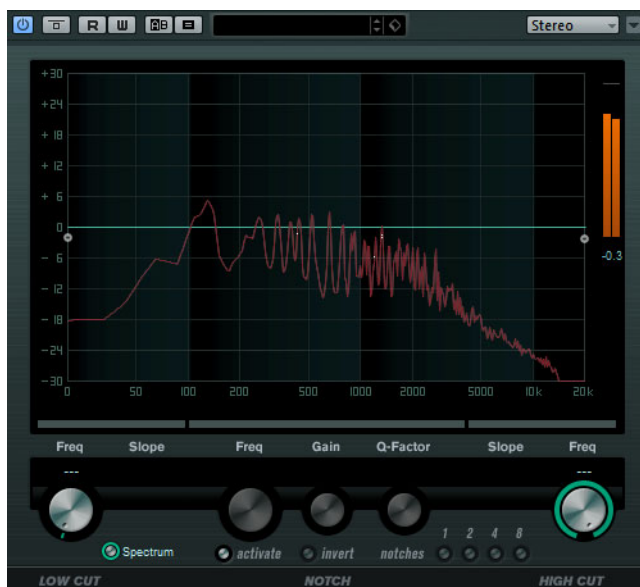 R W AB Stereo
+30
+24
+18
+12
+6
0
-6
-12
-18
-24
-30
0 50 100 200 500 1000 2000 5000 10k 20k
-0.3
Freq Slope Freq Gain Q-Factor Slope Freq
--- ---
1 2 4 8
Spectrum activate invert notches
LOW CUT NOTCH HIGH CUT